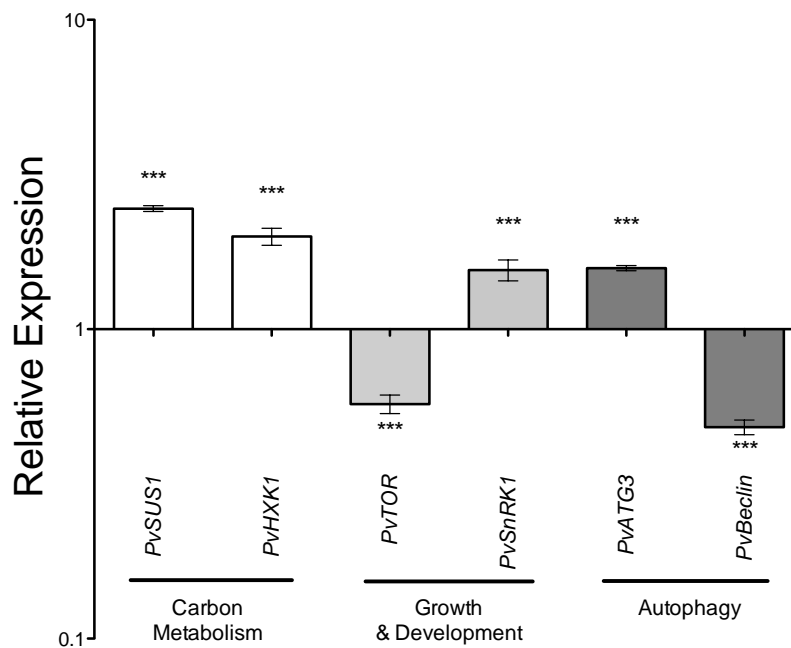 10
1
0.1
Relative Expression
***
***
***
***
***
***
PvSUS1
PvHXK1
PvTOR
PvSnRK1
PvATG3
PvBeclin
Carbon
Metabolism
Growth
& Development
Autophagy